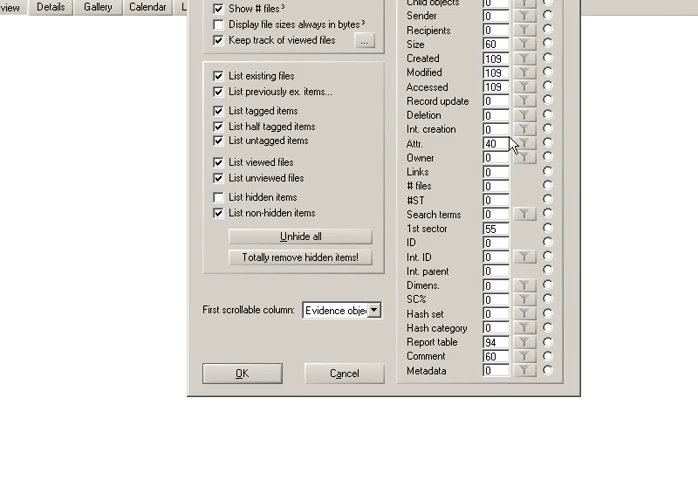 view Details Gallery Calendar L
Show # files³
Display file sizes always in bytes³
Keep track of viewed files ...
List existing files
List previously ex. items...
List tagged items
List half tagged items
List untagged items
List viewed files
List unviewed files
List hidden items
List non-hidden items
Unhide all
Totally remove hidden items!
First scrollable column: Evidence objec
OK Cancel
Child objects 0
Sender 0
Recipients 0
Size 60
Created 109
Modified 109
Accessed 109
Record update 0
Deletion 0
Int. creation 0
Attr. 40
Owner 0
Links 0
# files 0
#ST 0
Search terms 0
1st sector 55
ID 0
Int. ID 0
Int. parent 0
Dimens. 0
SC% 0
Hash set 0
Hash category 0
Report table 94
Comment 60
Metadata 0